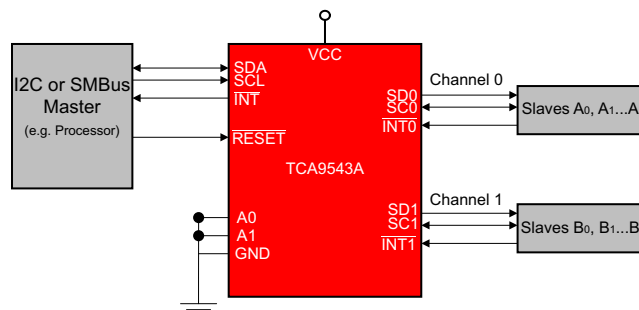 I2C or SMBus
Master
(e.g. Processor)
VCC
SDA
SCL
INT
RESET
TCA9543A
A0
A1
GND
SD0
SC0
INT0
SD1
SC1
INT1
Channel 0
Slaves A0, A1...A
Channel 1
Slaves B0, B1...B